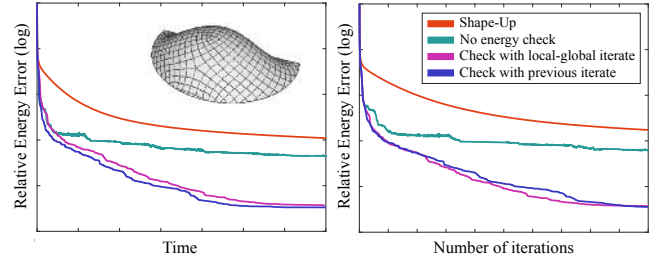 Relative Energy Error (log)
Time
Relative Energy Error (log)
Shape-Up
No energy check
Check with local-global iterate
Check with previous iterate
Number of iterations